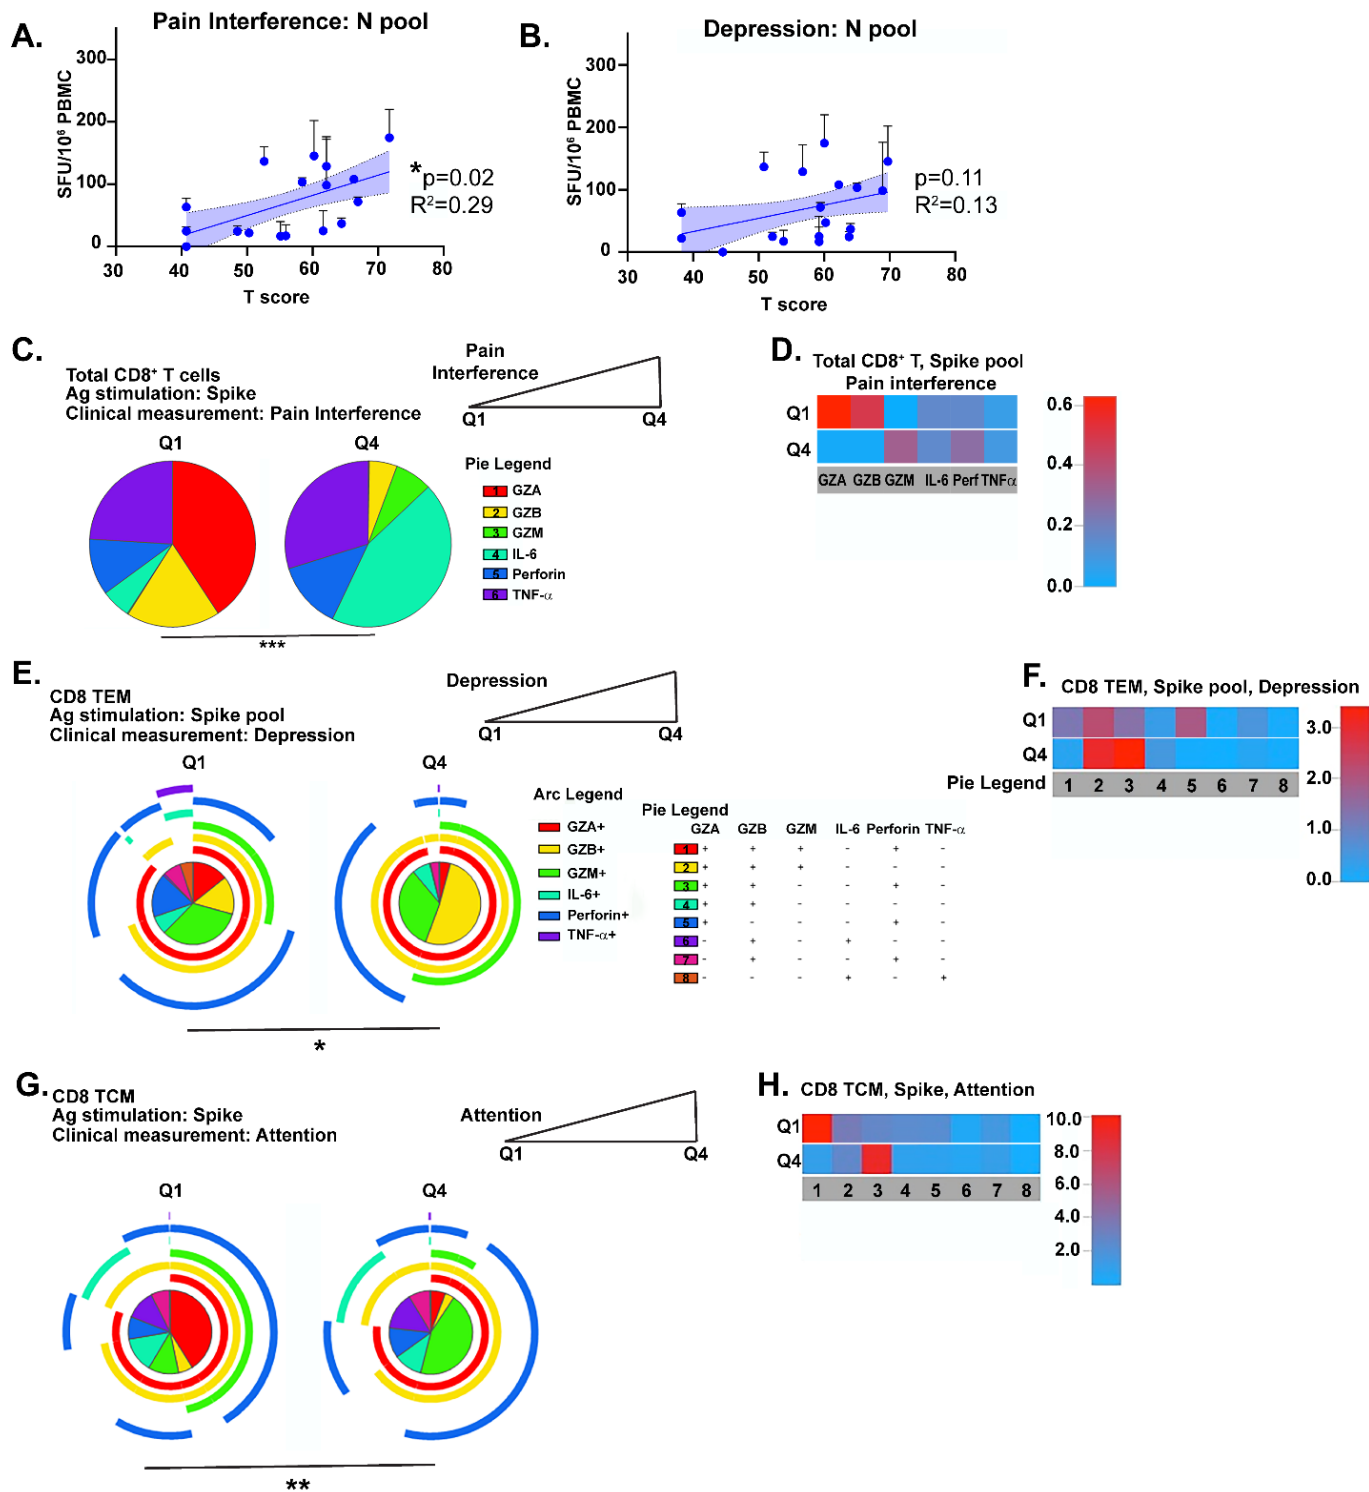 A.
Pain Interference: N pool
SFU/10⁶ PBMC
300
200
100
0
30 40 50 60 70 80
T score
*p=0.02
R²=0.29
B.
Depression: N pool
SFU/10⁶ PBMC
300
200
100
0
30 40 50 60 70 80
T score
p=0.11
R²=0.13
C.
Total CD8⁺ T cells
Ag stimulation: Spike
Clinical measurement: Pain Interference
Pain
Interference
Q1 Q4
Q1 Q4
Pie Legend
1 GZA
2 GZB
3 GZM
4 IL-6
5 Perforin
6 TNF-α
***
D.
Total CD8⁺ T, Spike pool
Pain interference
Q1
Q4
GZA GZB GZM IL-6 Perf TNFα
0.6
0.4
0.2
0.0
E.
CD8 TEM
Ag stimulation: Spike pool
Clinical measurement: Depression
Depression
Q1 Q4
Q1 Q4
Arc Legend
GZA+
GZB+
GZM+
IL-6+
Perforin+
TNF-α+
Pie Legend
GZA GZB GZM IL-6 Perforin TNF-α
1 + + + - + -
2 + + + - - -
3 + + - - + -
4 + + - - - -
5 + - - - + -
6 - + - + - -
7 - + - - + -
8 - - - + - +
*
F.
CD8 TEM, Spike pool, Depression
Q1
Q4
Pie Legend 1 2 3 4 5 6 7 8
3.0
2.0
1.0
0.0
G.
CD8 TCM
Ag stimulation: Spike
Clinical measurement: Attention
Attention
Q1 Q4
Q1 Q4
**
H.
CD8 TCM, Spike, Attention
Q1
Q4
1 2 3 4 5 6 7 8
10.0
8.0
6.0
4.0
2.0